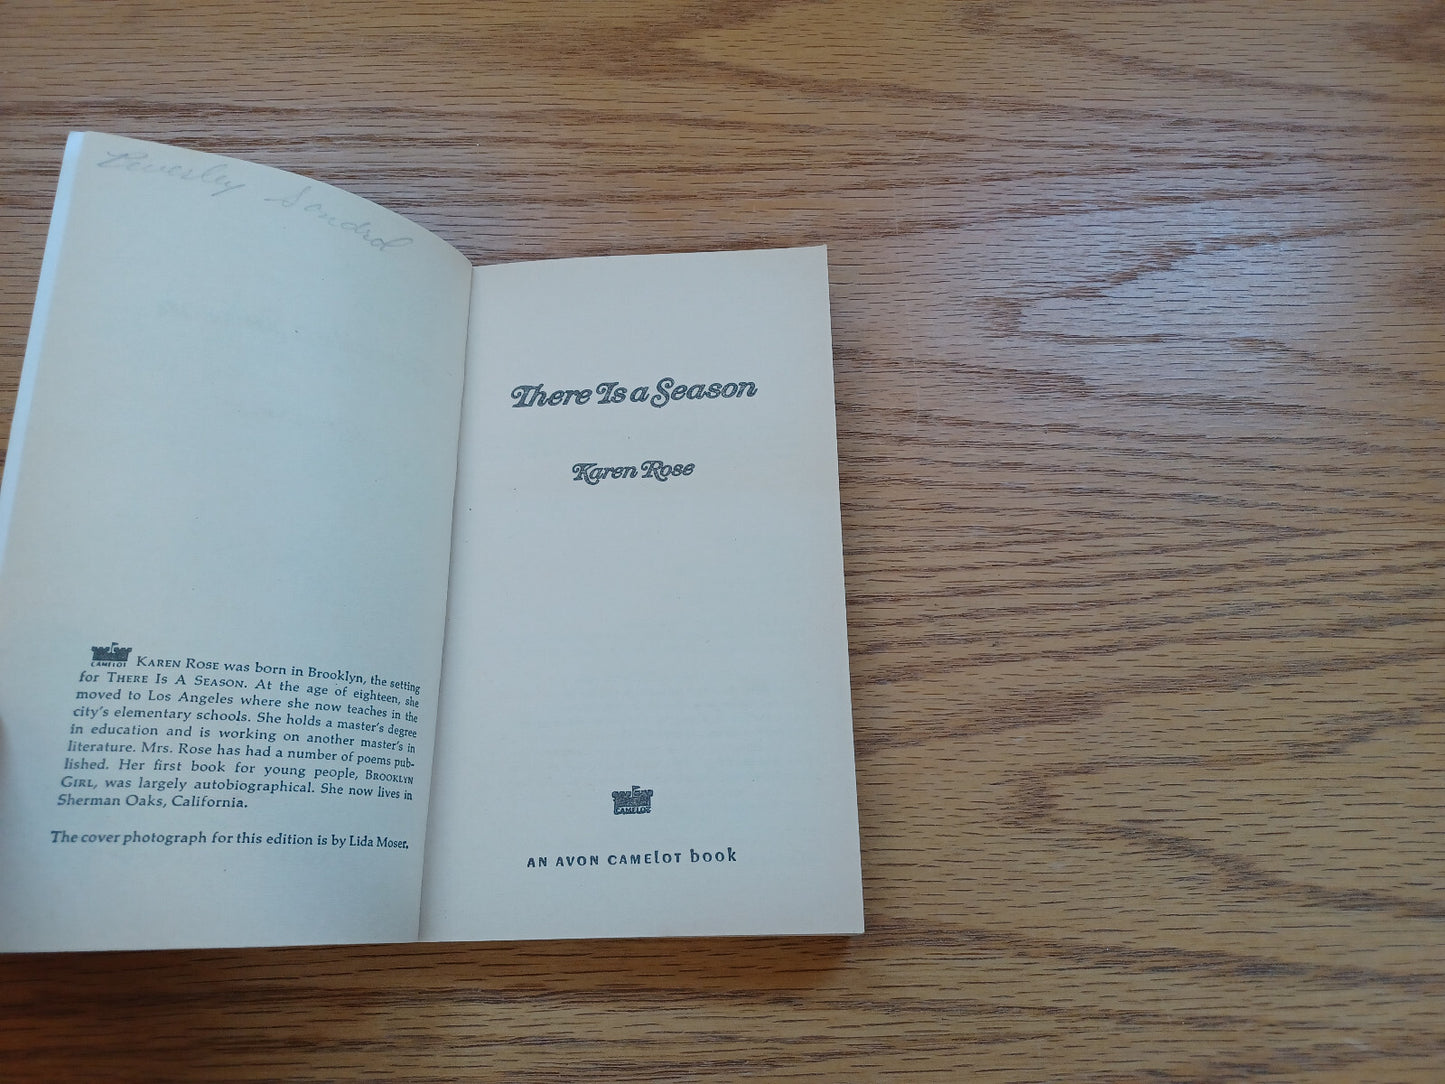 Beverley Sondrol
CAMELOT KAREN ROSE was born in Brooklyn, the setting
for THERE IS A SEASON. At the age of eighteen, she
moved to Los Angeles where she now teaches in the
city's elementary schools. She holds a master's degree
in education and is working on another master's in
literature. Mrs. Rose has had a number of poems pub-
lished. Her first book for young people, BROOKLYN
GIRL, was largely autobiographical. She now lives in
Sherman Oaks, California.
The cover photograph for this edition is by Lida Moser.
There Is a Season
Karen Rose
CAMELOT
AN AVON CAMELOT book